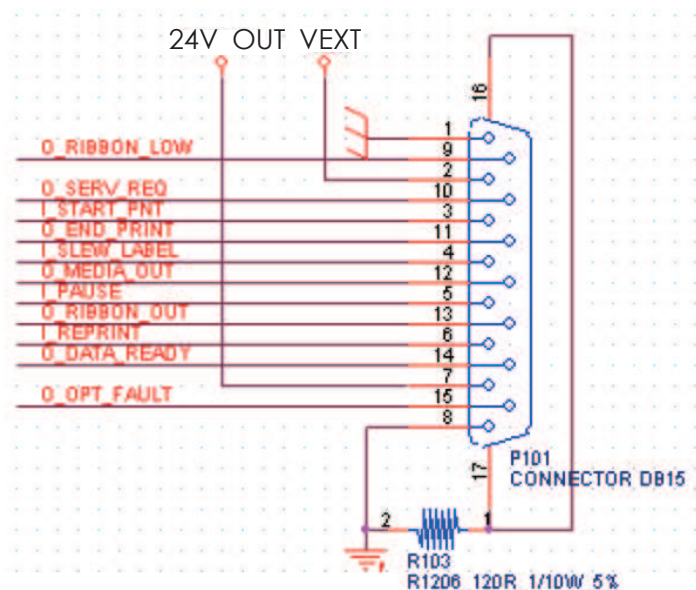 24V OUT VEXT
16
1
O_RIBBON_LOW
9
2
O_SERV_REQ
10
I_START_PNT
3
O_END_PRINT
11
I_SLEW_LABEL
4
O_MEDIA_OUT
12
I_PAUSE
5
O_RIBBON_OUT
13
I_REPRINT
6
O_DATA_READY
14
7
O_OPT_FAULT
15
8
17
P101
CONNECTOR DB15
2
1
R103
R1206 120R 1/10W 5%